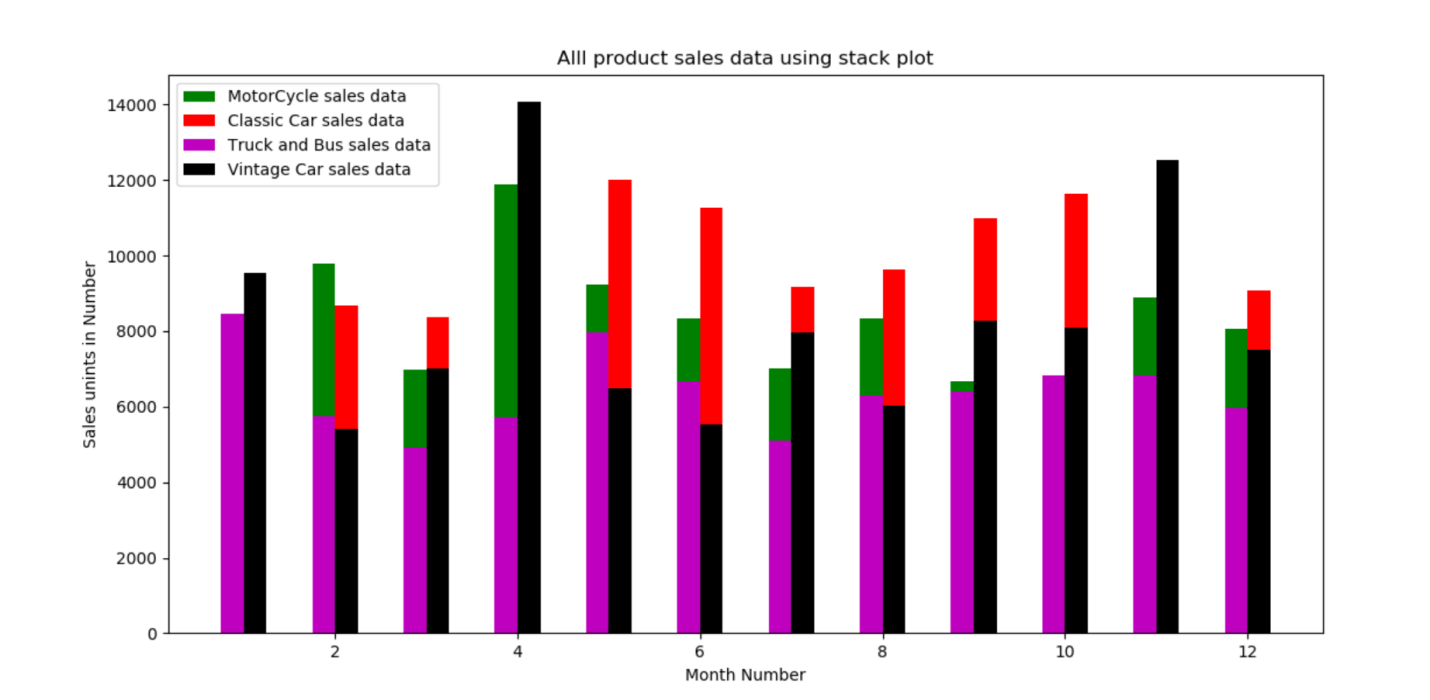 Alll product sales data using stack plot
MotorCycle sales data
Classic Car sales data
Truck and Bus sales data
Vintage Car sales data
Sales unints in Number
14000
12000
10000
8000
6000
4000
2000
0
2 4 6 8 10 12
Month Number